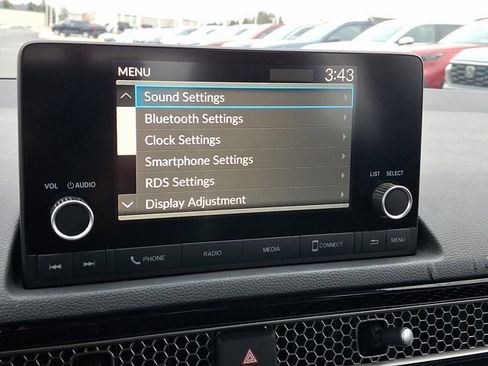 MENU 3:43
Sound Settings
Bluetooth Settings
Clock Settings
Smartphone Settings
RDS Settings
Display Adjustment
VOL AUDIO
LIST SELECT
PHONE RADIO MEDIA CONNECT MENU